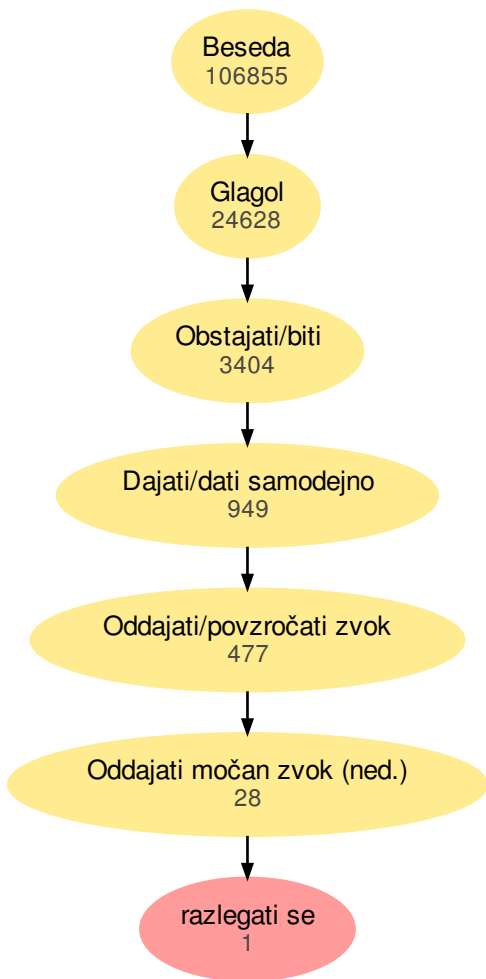 Beseda
106855
Glagol
24628
Obstajati/biti
3404
Dajati/dati samodejno
949
Oddajati/povzročati zvok
477
Oddajati močan zvok (ned.)
28
razlegati se
1